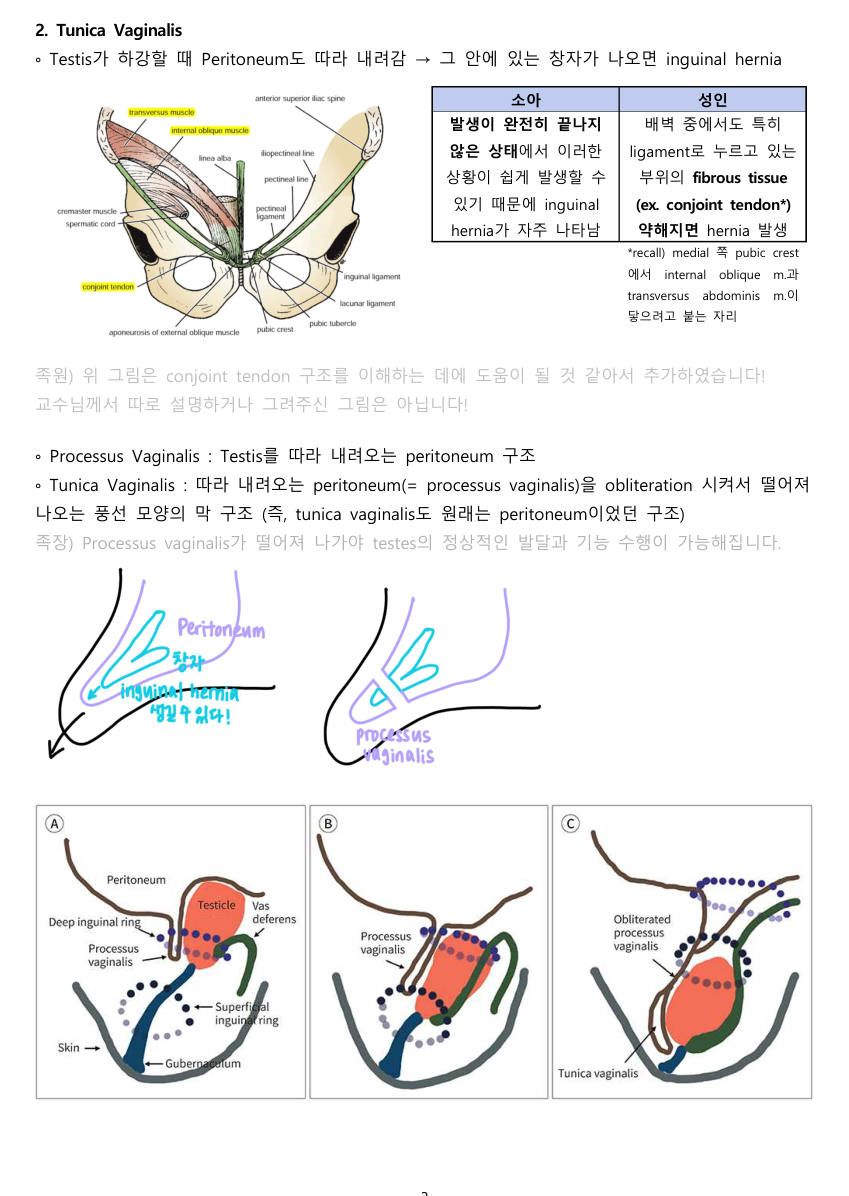 2. Tunica Vaginalis
◦ Testis가 하강할 때 Peritoneum도 따라 내려감 → 그 안에 있는 창자가 나오면 inguinal hernia
transversus muscle
internal oblique muscle
linea alba
anterior superior iliac spine
iliopectineal line
pectineal line
pectineal
ligament
cremaster muscle
spermatic cord
conjoint tendon
inguinal ligament
lacunar ligament
pubic tubercle
pubic crest
aponeurosis of external oblique muscle
소아
발생이 완전히 끝나지
않은 상태에서 이러한
상황이 쉽게 발생할 수
있기 때문에 inguinal
hernia가 자주 나타남
성인
배벽 중에서도 특히
ligament로 누르고 있는
부위의 fibrous tissue
(ex. conjoint tendon*)
약해지면 hernia 발생
*recall) medial 쪽 pubic crest
에서 internal oblique m.과
transversus abdominis m.이
닿으려고 붙는 자리
족원) 위 그림은 conjoint tendon 구조를 이해하는 데에 도움이 될 것 같아서 추가하였습니다!
교수님께서 따로 설명하거나 그려주신 그림은 아닙니다!
◦ Processus Vaginalis : Testis를 따라 내려오는 peritoneum 구조
◦ Tunica Vaginalis : 따라 내려오는 peritoneum(= processus vaginalis)을 obliteration 시켜서 떨어져
나오는 풍선 모양의 막 구조 (즉, tunica vaginalis도 원래는 peritoneum이었던 구조)
족장) Processus vaginalis가 떨어져 나가야 testes의 정상적인 발달과 기능 수행이 가능해집니다.
Peritoneum
창자
inguinal hernia
생길 수 있다!
processus
vaginalis
A
Peritoneum
Testicle
Vas
deferens
Deep inguinal ring
Processus
vaginalis
Superficial
inguinal ring
Skin
Gubernaculum
B
Processus
vaginalis
C
Obliterated
processus
vaginalis
Tunica vaginalis